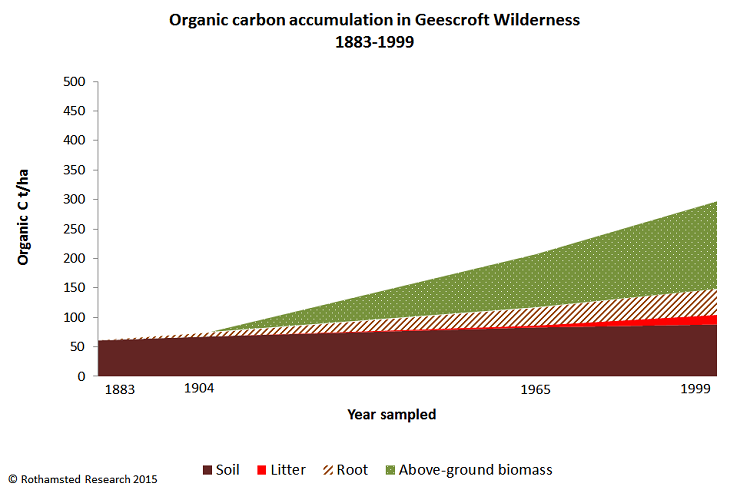 Organic carbon accumulation in Geescroft Wilderness
1883-1999
500
450
400
350
300
250
200
150
100
50
0
Organic C t/ha
1883 1904 1965 1999
Year sampled
Soil Litter Root Above-ground biomass
© Rothamsted Research 2015